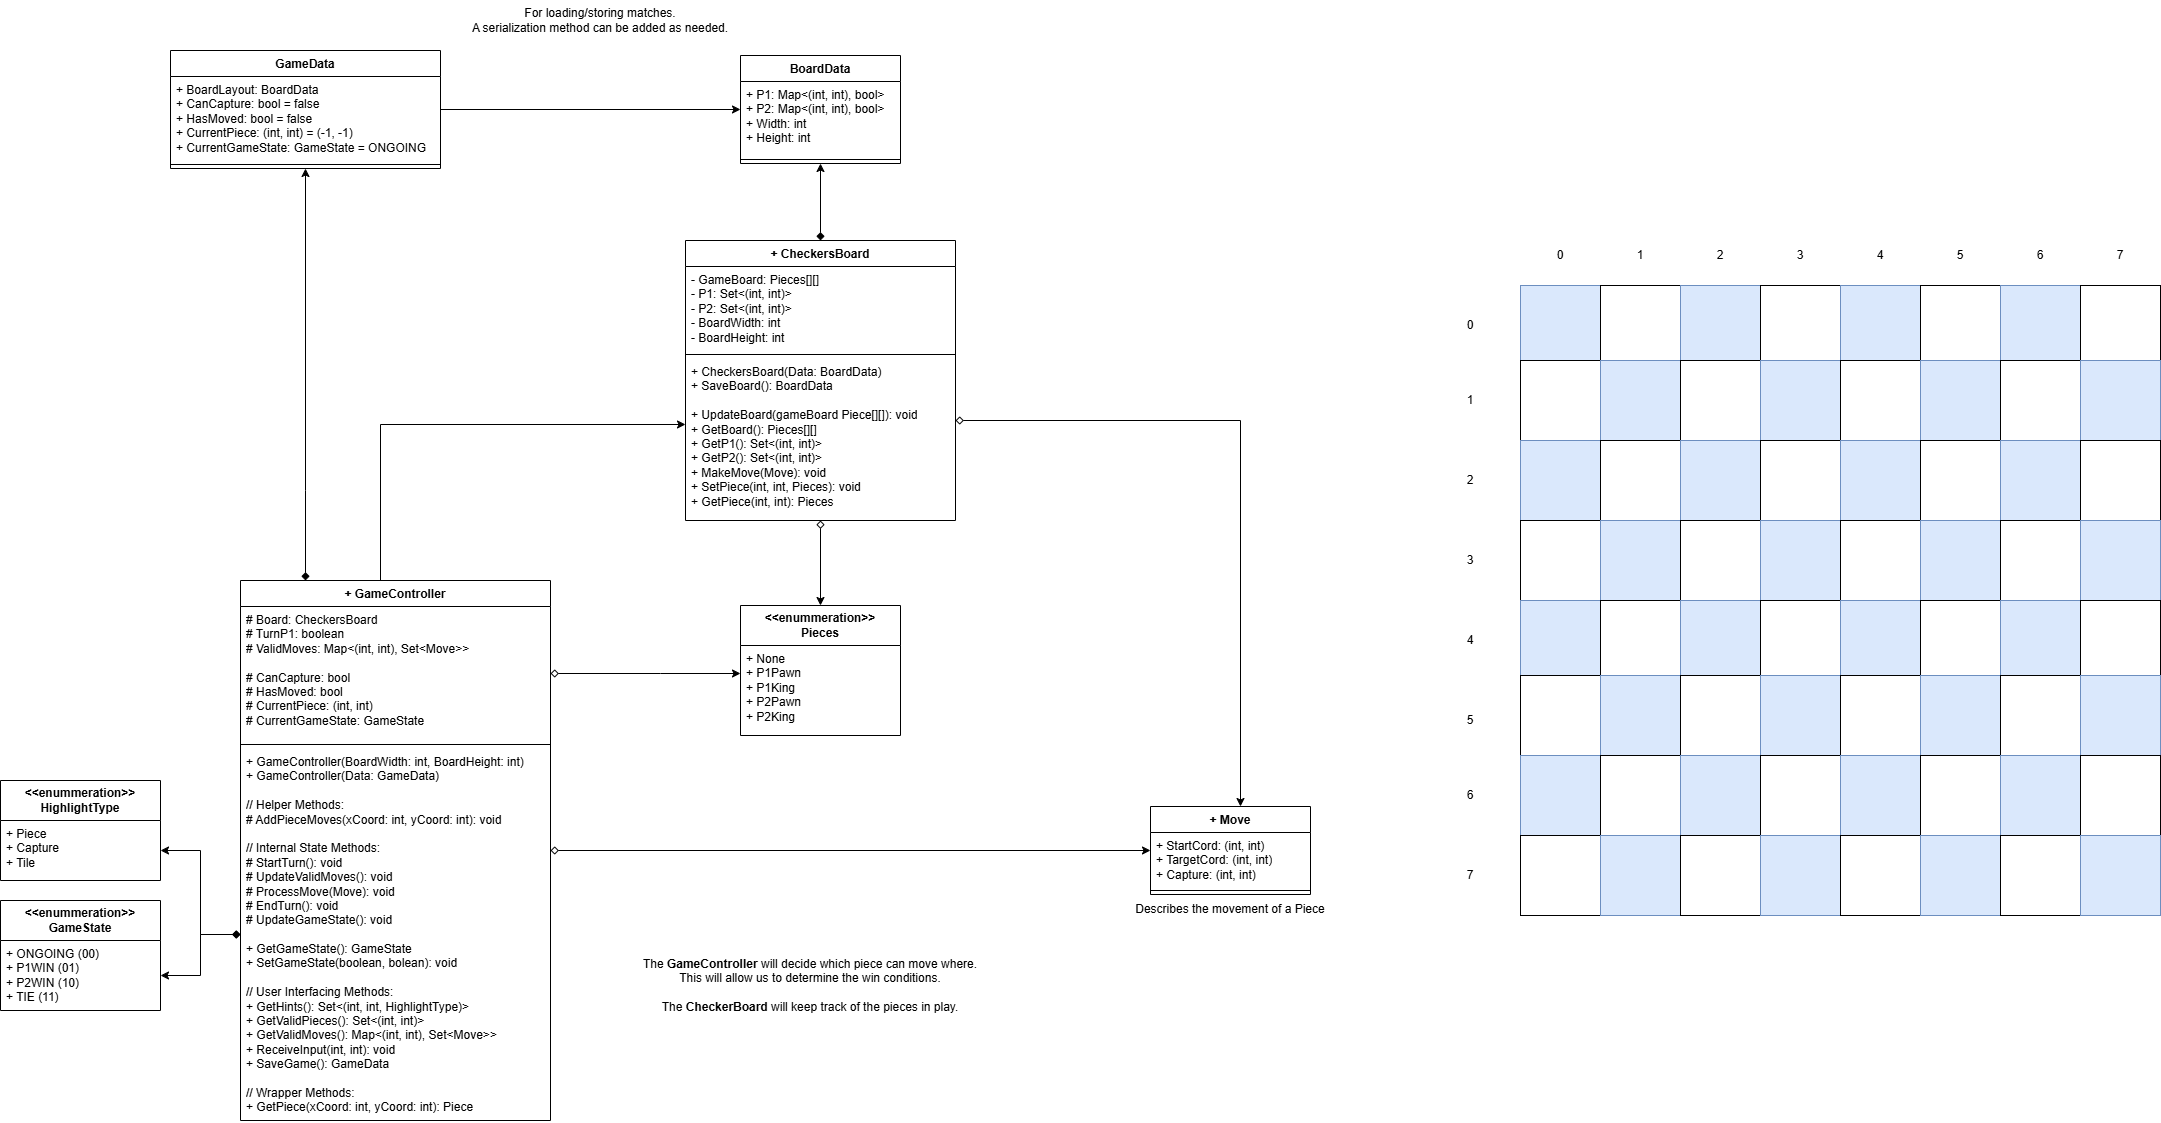 For loading/storing matches.
A serialization method can be added as needed.
GameData
+ BoardLayout: BoardData
+ CanCapture: bool = false
+ HasMoved: bool = false
+ CurrentPiece: (int, int) = (-1, -1)
+ CurrentGameState: GameState = ONGOING
BoardData
+ P1: Map<(int, int), bool>
+ P2: Map<(int, int), bool>
+ Width: int
+ Height: int
+ CheckersBoard
- GameBoard: Pieces[][]
- P1: Set<(int, int)>
- P2: Set<(int, int)>
- BoardWidth: int
- BoardHeight: int
+ CheckersBoard(Data: BoardData)
+ SaveBoard(): BoardData
+ UpdateBoard(gameBoard Piece[][]): void
+ GetBoard(): Pieces[][]
+ GetP1(): Set<(int, int)>
+ GetP2(): Set<(int, int)>
+ MakeMove(Move): void
+ SetPiece(int, int, Pieces): void
+ GetPiece(int, int): Pieces
+ GameController
# Board: CheckersBoard
# TurnP1: boolean
# ValidMoves: Map<(int, int), Set<Move>>
# CanCapture: bool
# HasMoved: bool
# CurrentPiece: (int, int)
# CurrentGameState: GameState
+ GameController(BoardWidth: int, BoardHeight: int)
+ GameController(Data: GameData)
// Helper Methods:
# AddPieceMoves(xCoord: int, yCoord: int): void
// Internal State Methods:
# StartTurn(): void
# UpdateValidMoves(): void
# ProcessMove(Move): void
# EndTurn(): void
# UpdateGameState(): void
+ GetGameState(): GameState
+ SetGameState(boolean, bolean): void
// User Interfacing Methods:
+ GetHints(): Set<(int, int, HighlightType)>
+ GetValidPieces(): Set<(int, int)>
+ GetValidMoves(): Map<(int, int), Set<Move>>
+ ReceiveInput(int, int): void
+ SaveGame(): GameData
// Wrapper Methods:
+ GetPiece(xCoord: int, yCoord: int): Piece
<<enummeration>>
Pieces
+ None
+ P1Pawn
+ P1King
+ P2Pawn
+ P2King
<<enummeration>>
HighlightType
+ Piece
+ Capture
+ Tile
<<enummeration>>
GameState
+ ONGOING (00)
+ P1WIN (01)
+ P2WIN (10)
+ TIE (11)
+ Move
+ StartCord: (int, int)
+ TargetCord: (int, int)
+ Capture: (int, int)
Describes the movement of a Piece
The GameController will decide which piece can move where.
This will allow us to determine the win conditions.
The CheckerBoard will keep track of the pieces in play.
0 1 2 3 4 5 6 7
0
1
2
3
4
5
6
7